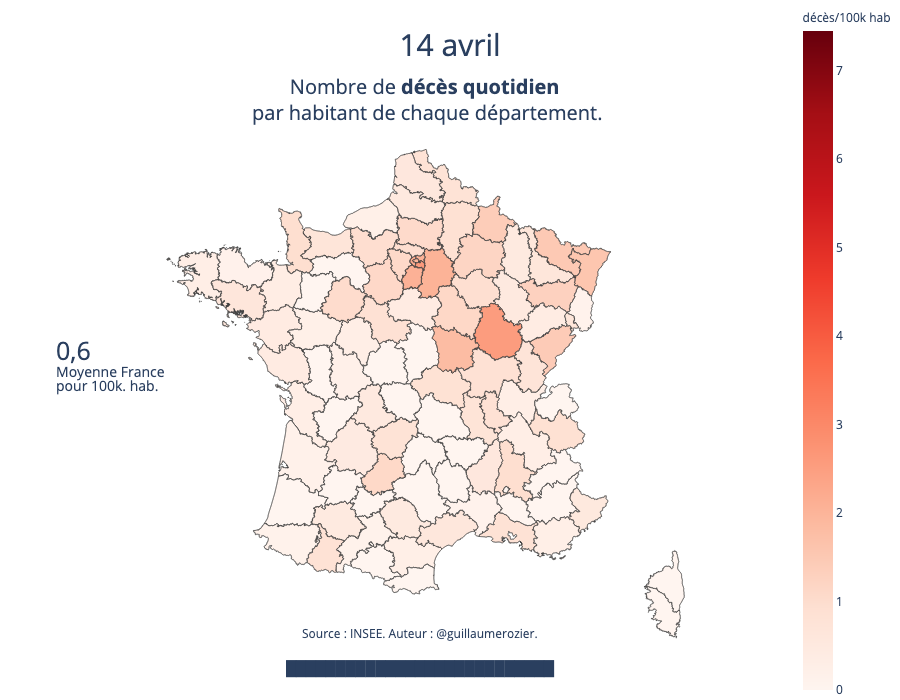 décès/100k hab
14 avril
Nombre de décès quotidien
par habitant de chaque département.
7
6
5
4
3
2
1
0
0,6
Moyenne France
pour 100k. hab.
Source : INSEE. Auteur : @guillaumerozier.